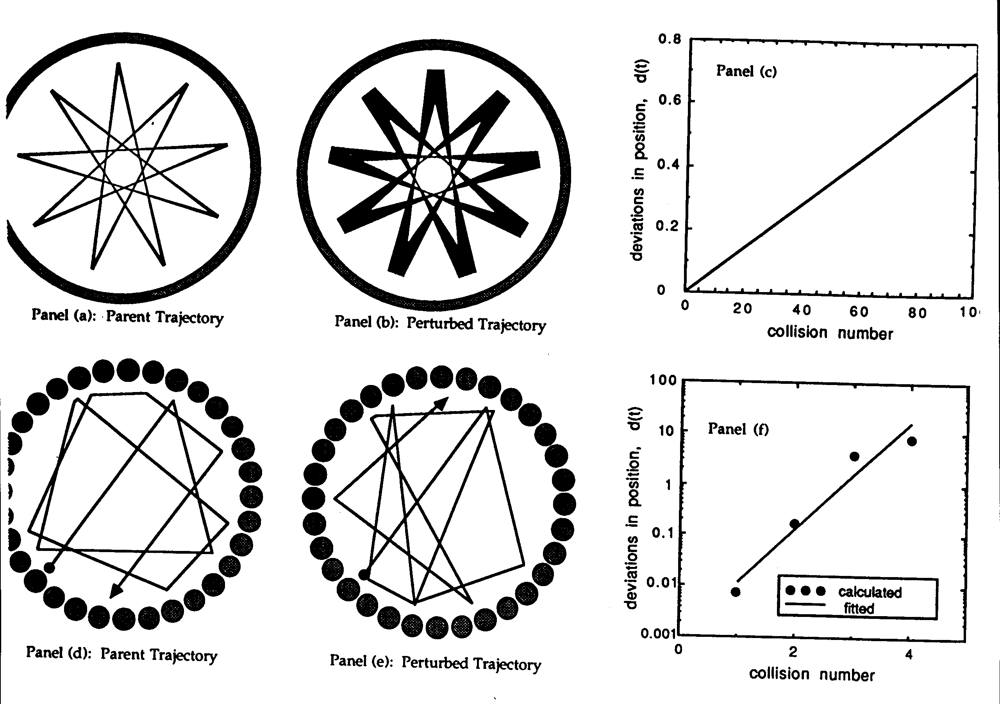 0.8
0.6
0.4
0.2
0
deviations in position, d(t)
Panel (c)
0 20 40 60 80 10
collision number
Panel (a): Parent Trajectory
Panel (b): Perturbed Trajectory
100
10
1
0.1
0.01
0.001
deviations in position, d(t)
Panel (f)
calculated
fitted
0 2 4
collision number
Panel (d): Parent Trajectory
Panel (e): Perturbed Trajectory